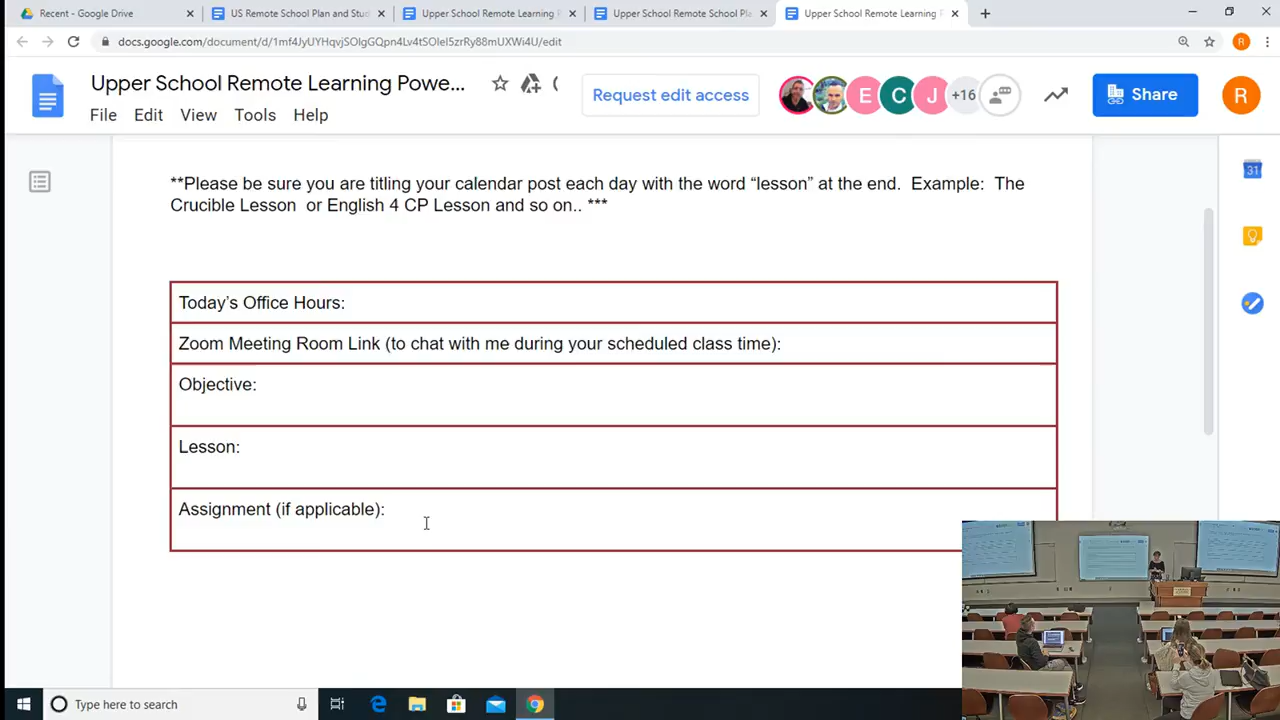 Recent - Google Drive
US Remote School Plan and Stud
Upper School Remote Learning P
Upper School Remote School Pla
Upper School Remote Learning P
docs.google.com/document/d/1mf4JyUYHqvjSOlgGQpn4Lv4tSOleI5zrRy88mUXWi4U/edit
R
Upper School Remote Learning Powe...
Request edit access
E
C
J
+16
Share
R
File Edit View Tools Help
31
**Please be sure you are titling your calendar post each day with the word “lesson” at the end. Example: The
Crucible Lesson or English 4 CP Lesson and so on.. ***
Today’s Office Hours:
Zoom Meeting Room Link (to chat with me during your scheduled class time):
Objective:
Lesson:
Assignment (if applicable):
Type here to search